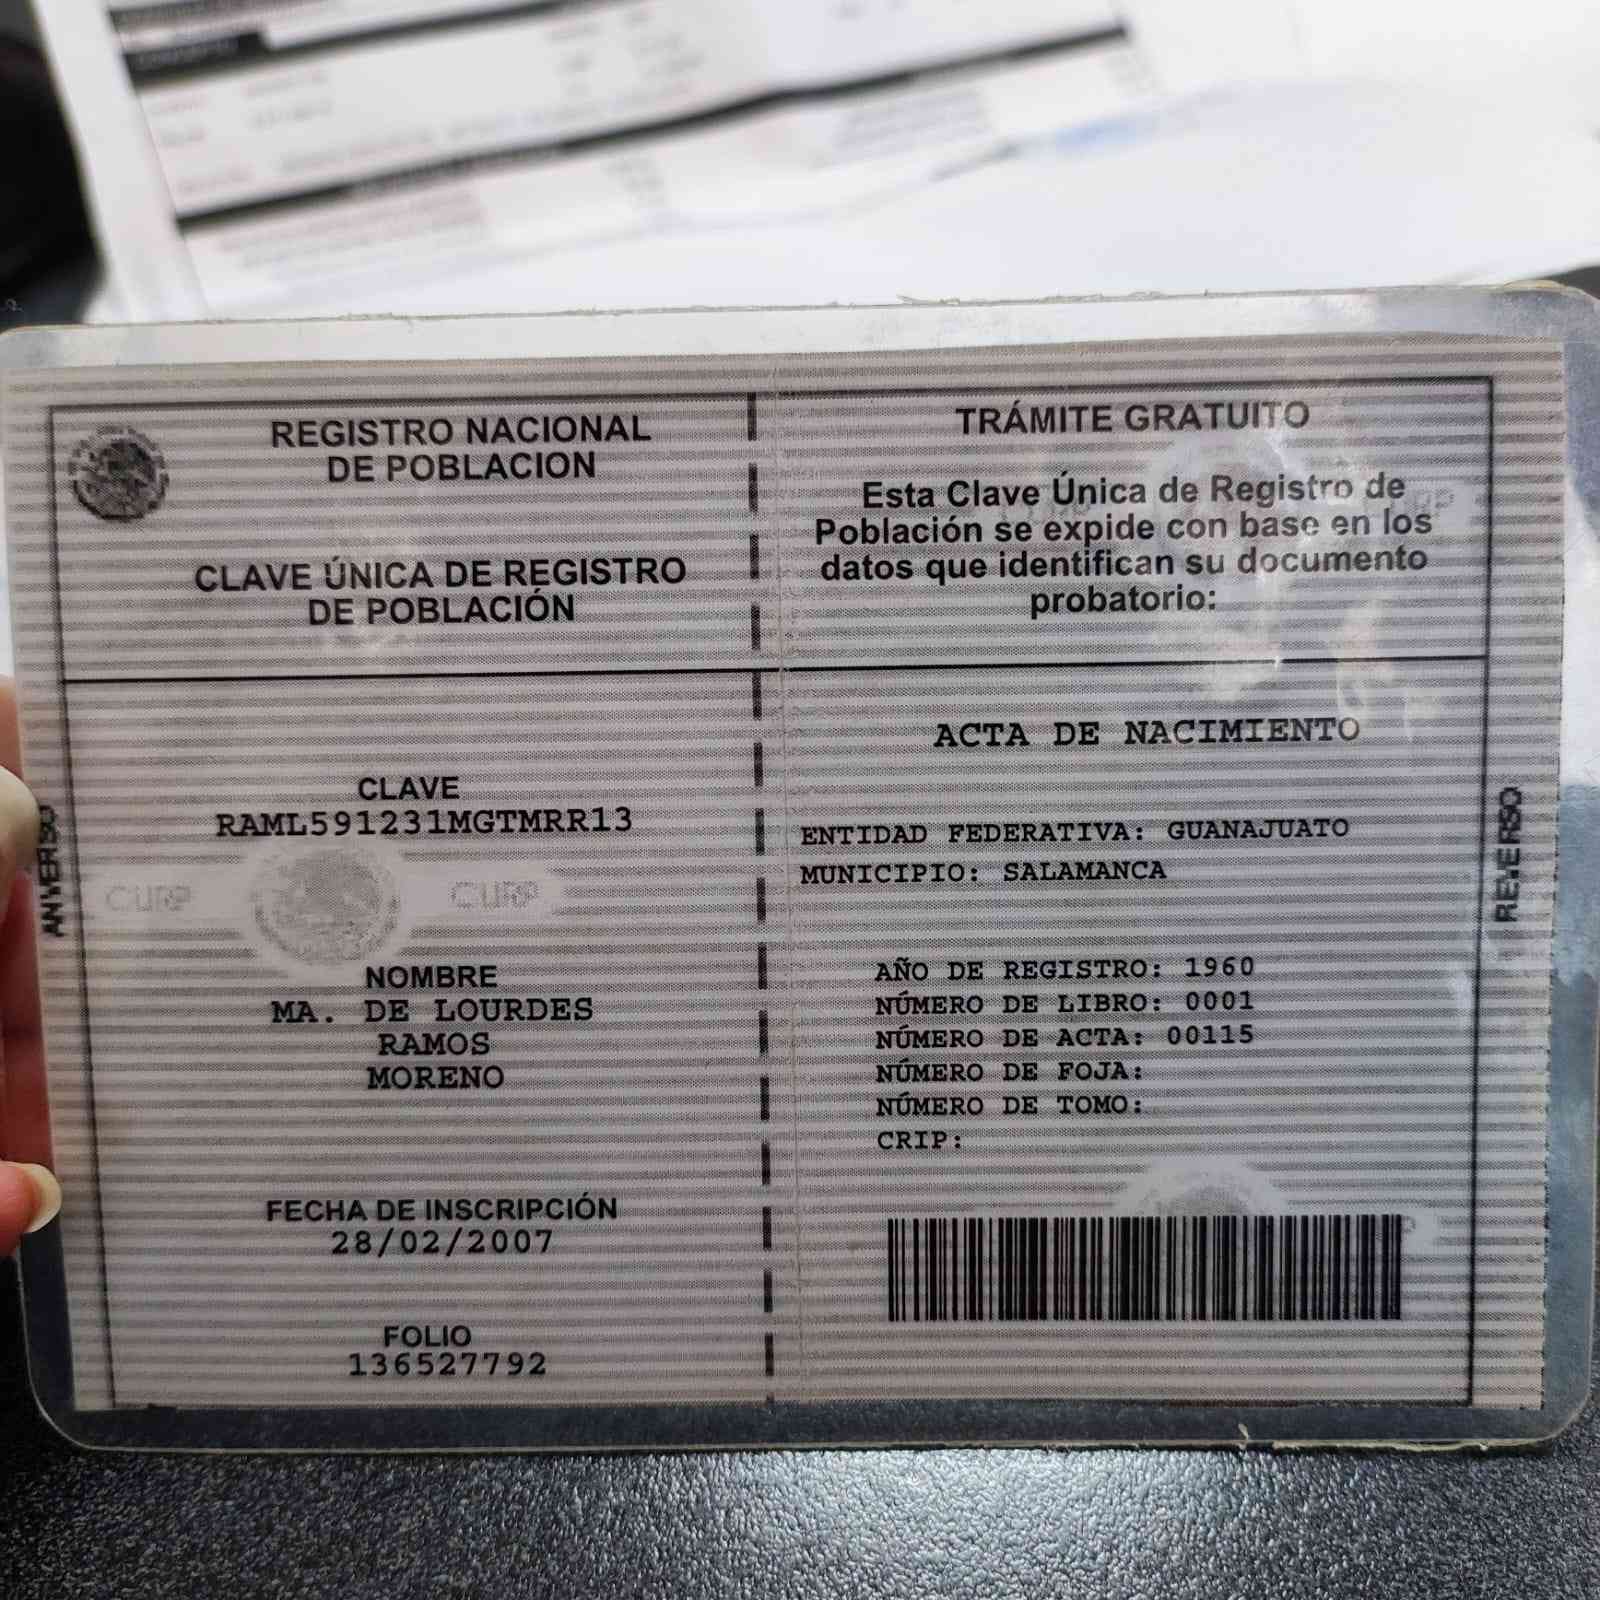 REGISTRO NACIONAL
DE POBLACION
CLAVE ÚNICA DE REGISTRO
DE POBLACIÓN
CLAVE
RAML591231MGTMRR13
CURP CURP
NOMBRE
MA. DE LOURDES
RAMOS
MORENO
FECHA DE INSCRIPCIÓN
28/02/2007
FOLIO
136527792
ANVERSO
TRÁMITE GRATUITO
Esta Clave Única de Registro de
Población se expide con base en los
datos que identifican su documento
probatorio:
ACTA DE NACIMIENTO
ENTIDAD FEDERATIVA: GUANAJUATO
MUNICIPIO: SALAMANCA
AÑO DE REGISTRO: 1960
NÚMERO DE LIBRO: 0001
NÚMERO DE ACTA: 00115
NÚMERO DE FOJA:
NÚMERO DE TOMO:
CRIP:
REVERSO